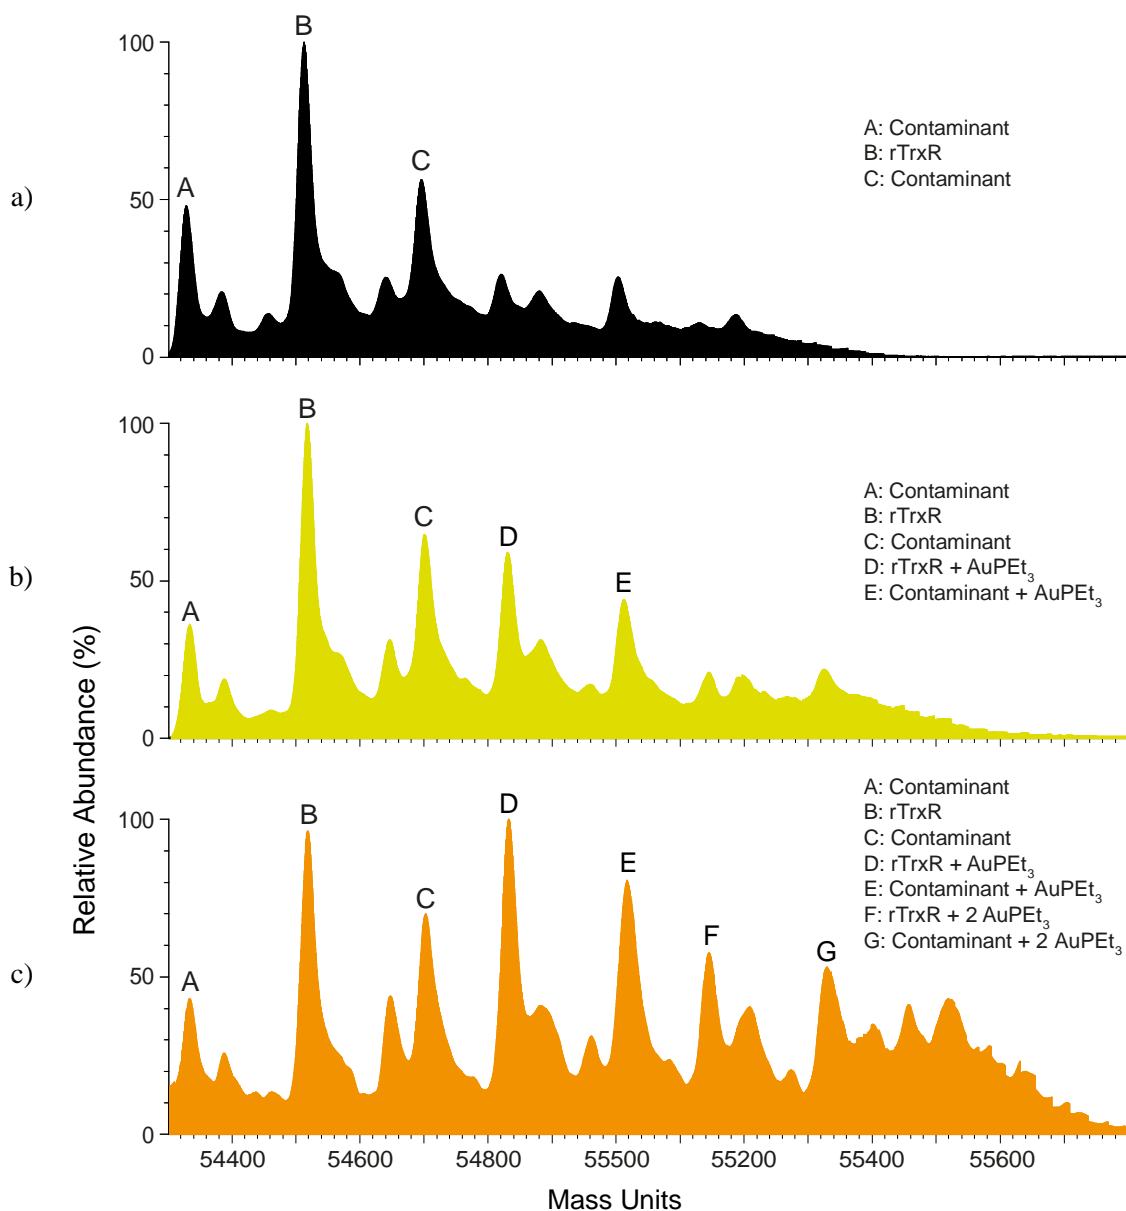 a)
100
50
0
A
B
C
A: Contaminant
B: rTrxR
C: Contaminant
b)
100
50
0
A
B
C
D
E
A: Contaminant
B: rTrxR
C: Contaminant
D: rTrxR + AuPEt3
E: Contaminant + AuPEt3
c)
100
50
0
A
B
C
D
E
F
G
A: Contaminant
B: rTrxR
C: Contaminant
D: rTrxR + AuPEt3
E: Contaminant + AuPEt3
F: rTrxR + 2 AuPEt3
G: Contaminant + 2 AuPEt3
Relative Abundance (%)
54400 54600 54800 55500 55200 55400 55600
Mass Units